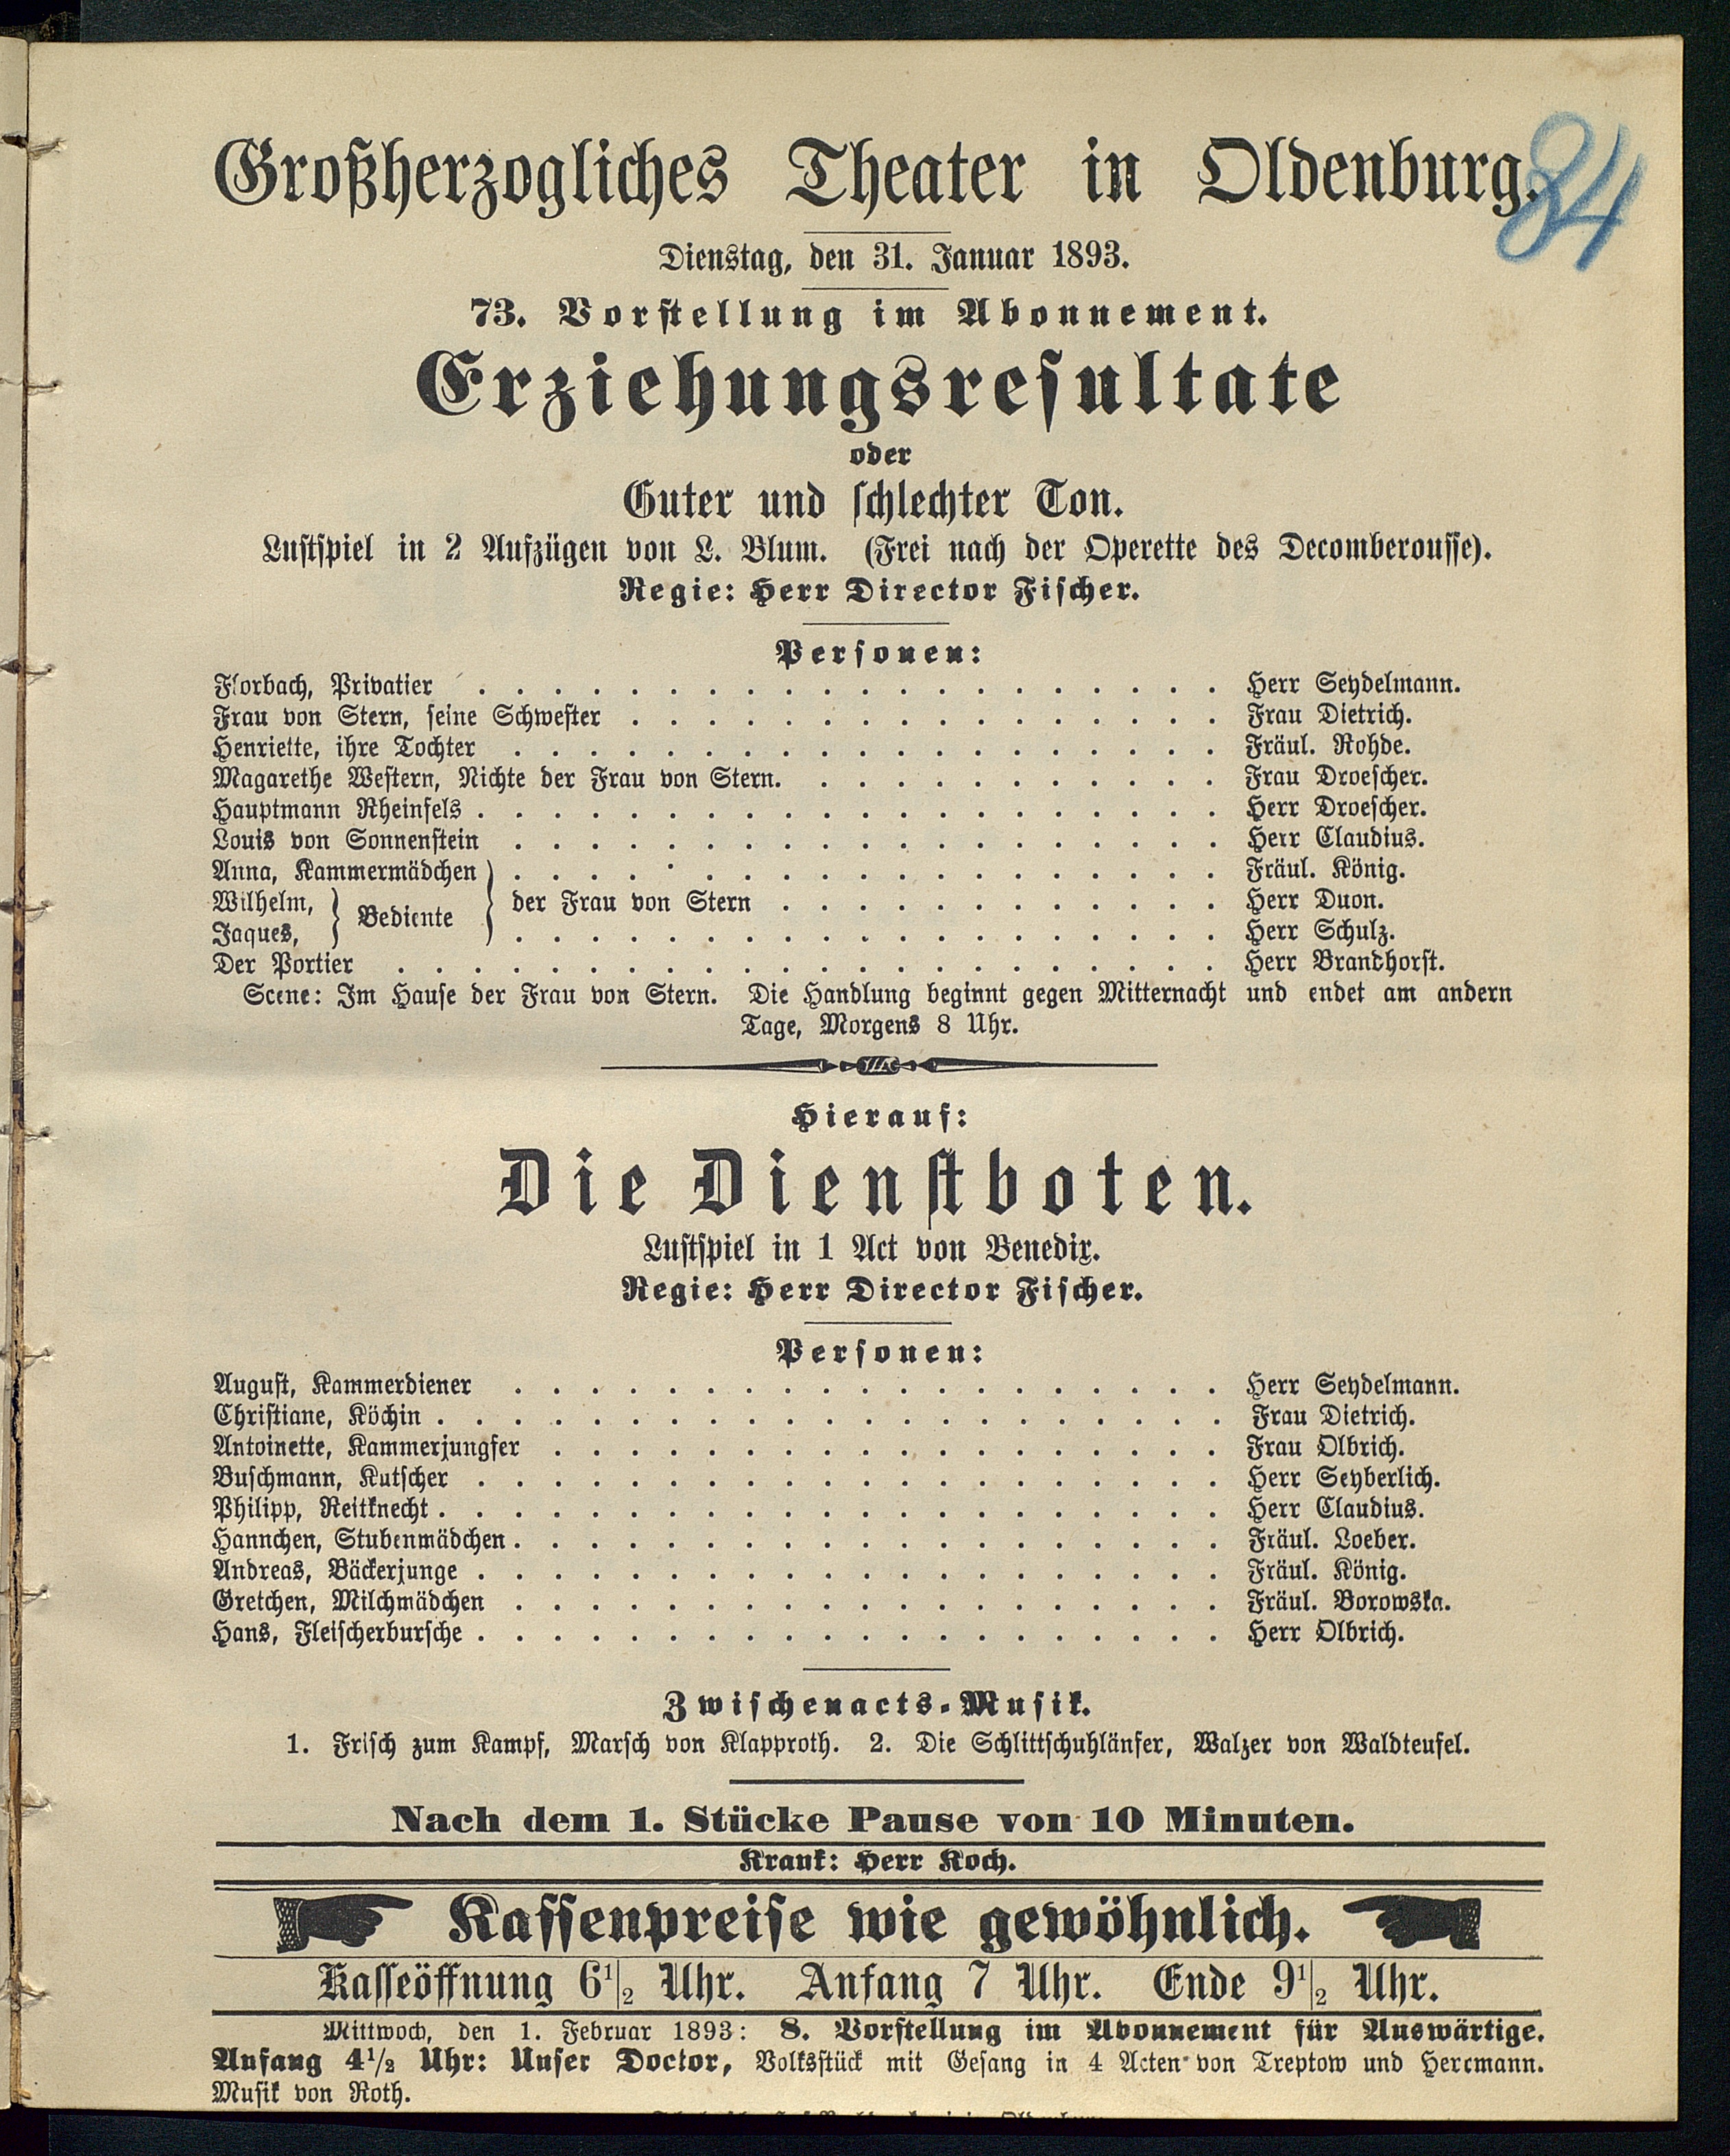 34
Großherzogliches Theater in Oldenburg.
Dienstag, den 31. Januar 1893.
73. Vorstellung im Abonnement.
Erziehungsresultate
oder
Guter und schlechter Ton.
Lustspiel in 2 Aufzügen von L. Blum. (Frei nach der Operette des Decomberousse).
Regie: Herr Director Fischer.
Personen:
Florbach, Privatier . . . . . . . . . . . . . . . . . . . . Herr Seydelmann.
Frau von Stern, seine Schwester . . . . . . . . . . . . . . . . Frau Dietrich.
Henriette, ihre Tochter . . . . . . . . . . . . . . . . . . . Fräul. Rohde.
Magarethe Western, Nichte der Frau von Stern. . . . . . . . . . . . Frau Droescher.
Hauptmann Rheinfels . . . . . . . . . . . . . . . . . . . . Herr Droescher.
Louis von Sonnenstein . . . . . . . . . . . . . . . . . . . Herr Claudius.
Anna, Kammermädchen } . . . . . . . . . . . . . . . . . . . Fräul. König.
Wilhelm, } Bediente } der Frau von Stern . . . . . . . . . . . . Herr Duon.
Jaques, } } . . . . . . . . . . . . . . . . . . . Herr Schulz.
Der Portier . . . . . . . . . . . . . . . . . . . . . . Herr Brandhorst.
Scene: Im Hause der Frau von Stern. Die Handlung beginnt gegen Mitternacht und endet am andern
Tage, Morgens 8 Uhr.
Hierauf:
Die Dienstboten.
Lustspiel in 1 Act von Benedix.
Regie: Herr Director Fischer.
Personen:
August, Kammerdiener . . . . . . . . . . . . . . . . . . . Herr Seydelmann.
Christiane, Köchin . . . . . . . . . . . . . . . . . . . . . Frau Dietrich.
Antoinette, Kammerjungfer . . . . . . . . . . . . . . . . . . Frau Olbrich.
Buschmann, Kutscher . . . . . . . . . . . . . . . . . . . . Herr Seyberlich.
Philipp, Reitknecht . . . . . . . . . . . . . . . . . . . . . Herr Claudius.
Hannchen, Stubenmädchen . . . . . . . . . . . . . . . . . . . Fräul. Loeber.
Andreas, Bäckerjunge . . . . . . . . . . . . . . . . . . . . Fräul. König.
Gretchen, Milchmädchen . . . . . . . . . . . . . . . . . . . Fräul. Borowska.
Hans, Fleischerbursche . . . . . . . . . . . . . . . . . . . . Herr Olbrich.
Zwischenacts-Musik.
1. Frisch zum Kampf, Marsch von Klapproth. 2. Die Schlittschuhläufer, Walzer von Waldteufel.
Nach dem 1. Stücke Pause von 10 Minuten.
Krank: Herr Koch.
Kassenpreise wie gewöhnlich.
Kasseöffnung 6 1/2 Uhr. Anfang 7 Uhr. Ende 9 1/2 Uhr.
Mittwoch, den 1. Februar 1893: 8. Vorstellung im Abonnement für Auswärtige.
Anfang 4 1/2 Uhr: Unser Doctor, Volksstück mit Gesang in 4 Acten von Treptow und Herrmann.
Musik von Roth.